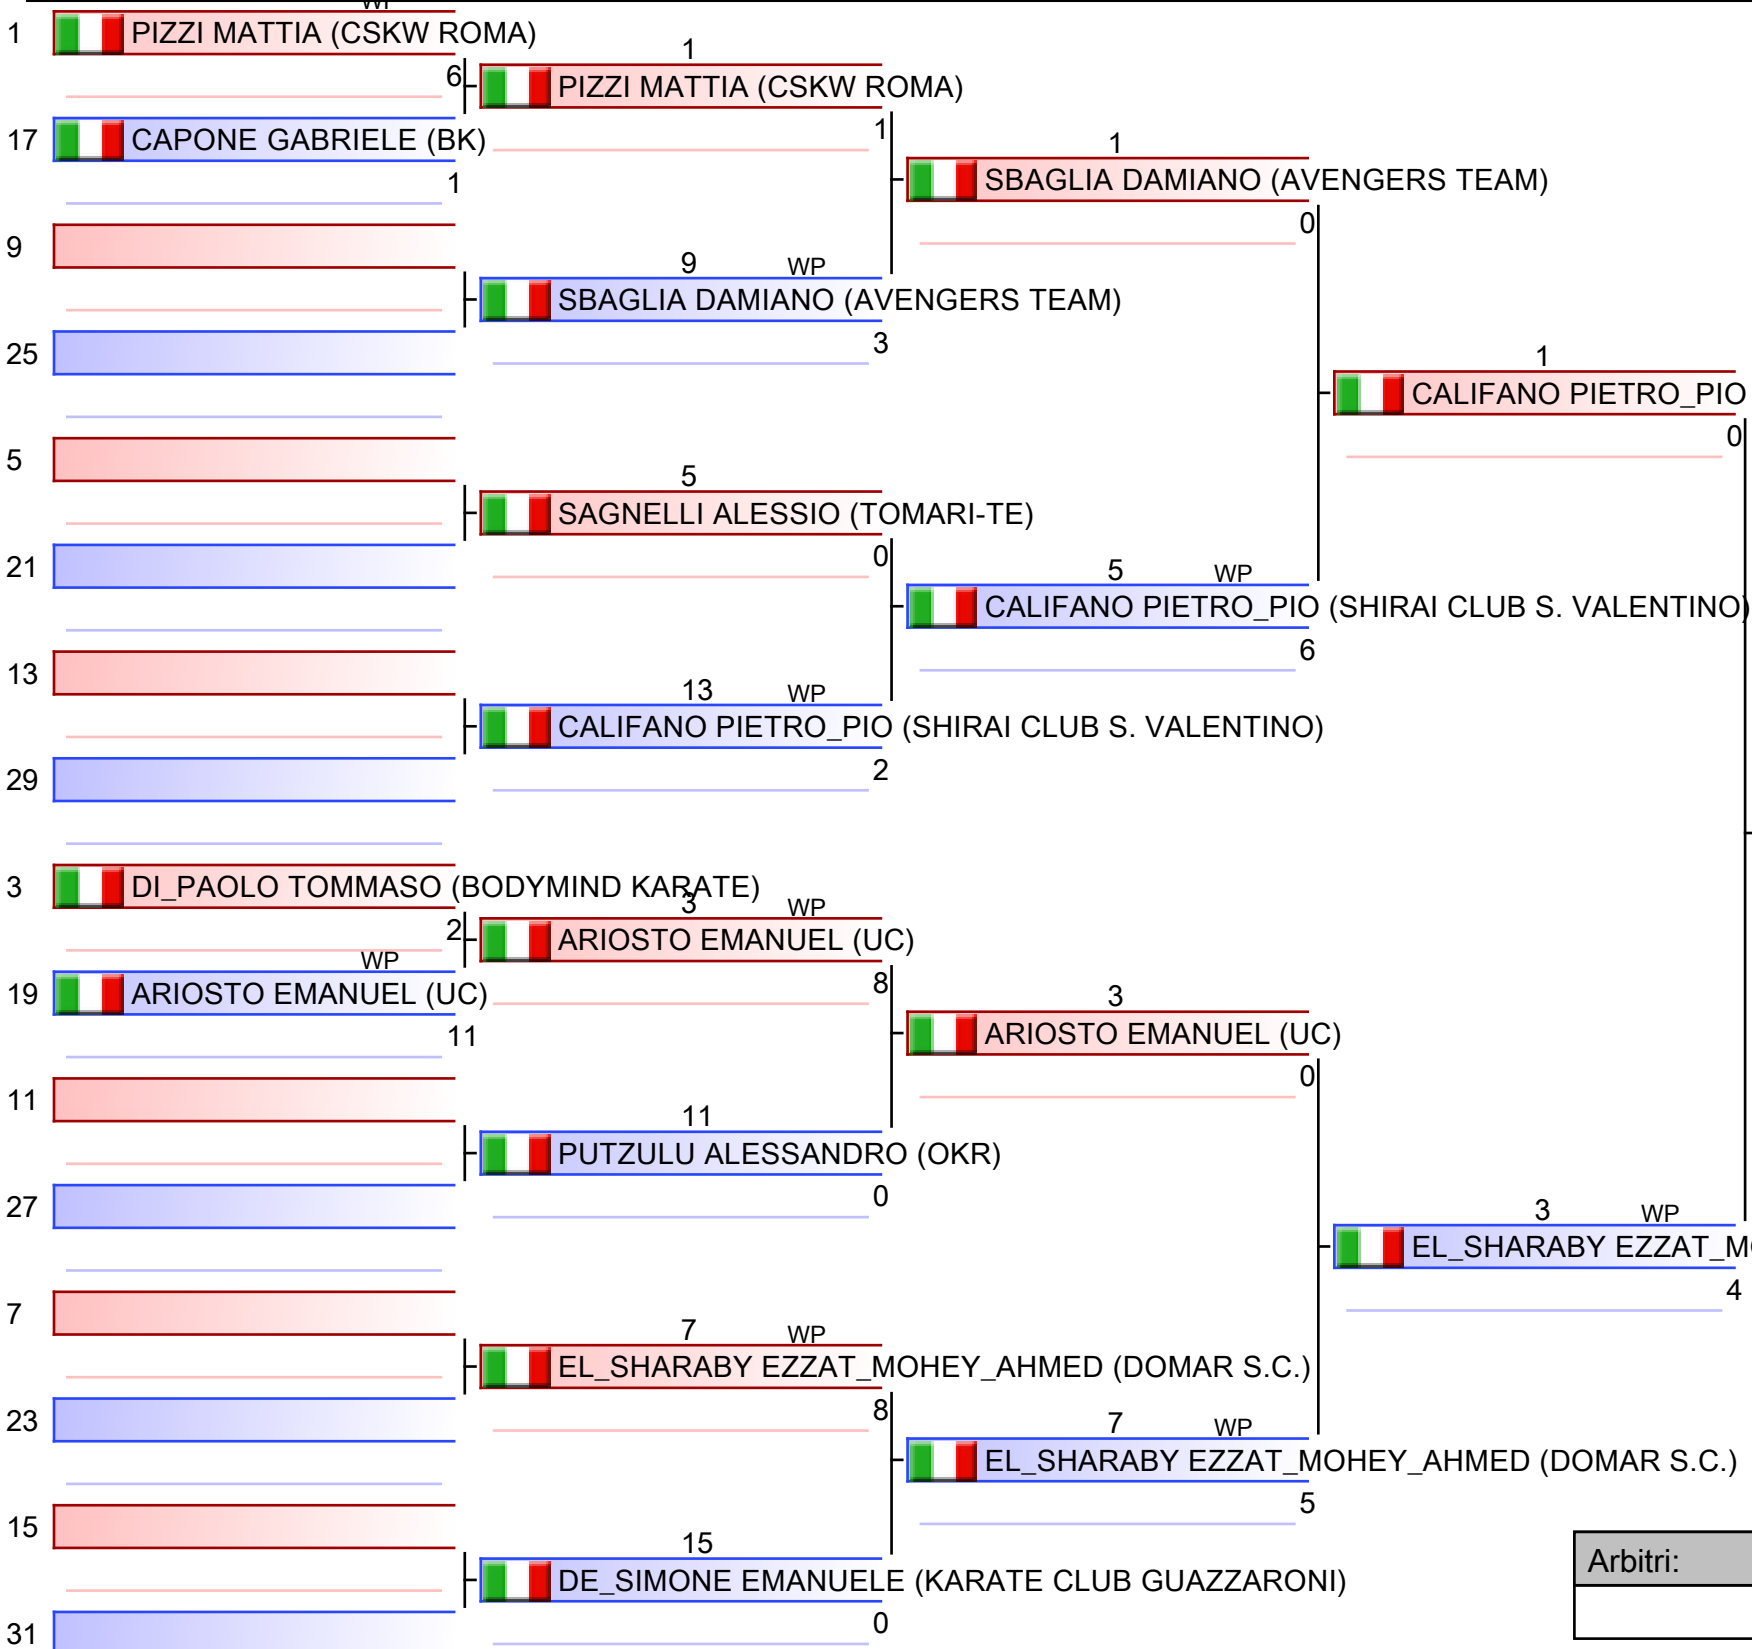 WP
1 PIZZI MATTIA (CSKW ROMA)
6
17 CAPONE GABRIELE (BK)
1
9
25
5
21
13
29
3 DI_PAOLO TOMMASO (BODYMIND KARATE)
2
WP
19 ARIOSTO EMANUEL (UC)
11
11
27
7
23
15
31
1
PIZZI MATTIA (CSKW ROMA)
1
9 WP
SBAGLIA DAMIANO (AVENGERS TEAM)
3
5
SAGNELLI ALESSIO (TOMARI-TE)
0
13 WP
CALIFANO PIETRO_PIO (SHIRAI CLUB S. VALENTINO)
2
3 WP
ARIOSTO EMANUEL (UC)
8
11
PUTZULU ALESSANDRO (OKR)
0
7 WP
EL_SHARABY EZZAT_MOHEY_AHMED (DOMAR S.C.)
8
15
DE_SIMONE EMANUELE (KARATE CLUB GUAZZARONI)
0
1
SBAGLIA DAMIANO (AVENGERS TEAM)
0
5 WP
CALIFANO PIETRO_PIO (SHIRAI CLUB S. VALENTINO)
6
3
ARIOSTO EMANUEL (UC)
0
7 WP
EL_SHARABY EZZAT_MOHEY_AHMED (DOMAR S.C.)
5
1
CALIFANO PIETRO_PIO
0
3 WP
EL_SHARABY EZZAT_M
4
Arbitri: